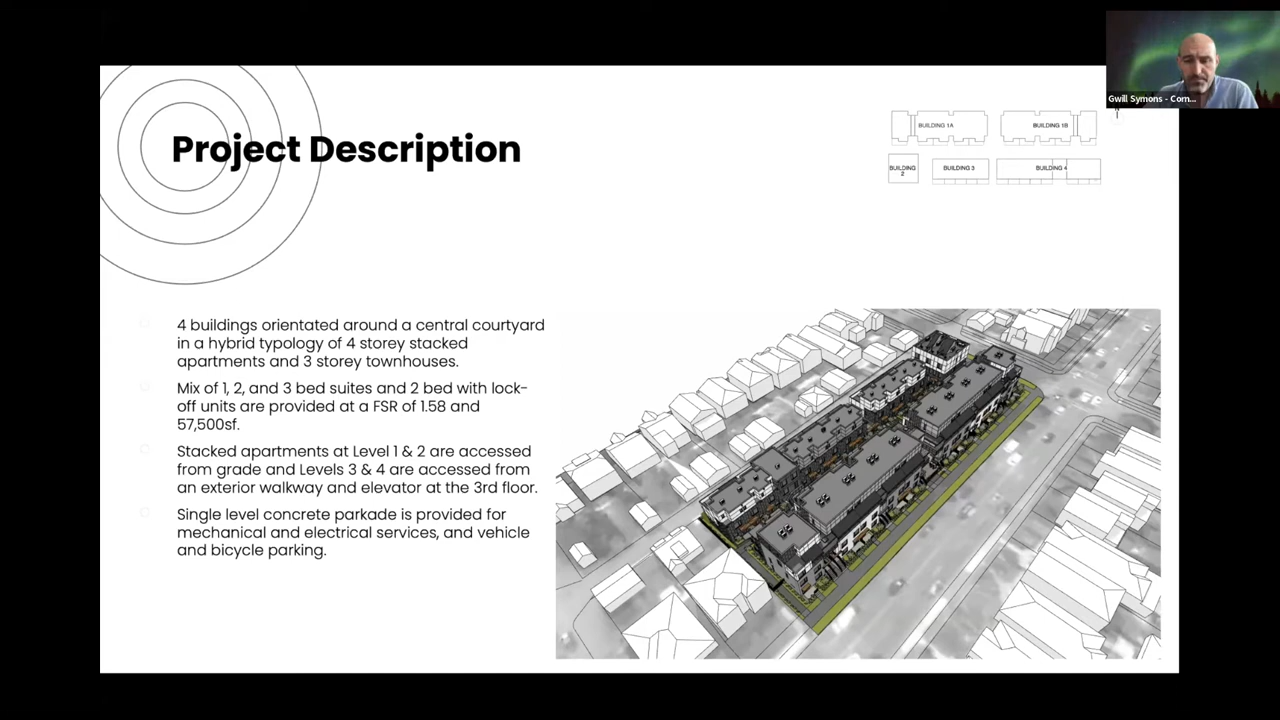 Gwill Symons - Com...
Project Description
BUILDING 1A
BUILDING 1B
BUILDING
2
BUILDING 3
BUILDING 4
4 buildings orientated around a central courtyard
in a hybrid typology of 4 storey stacked
apartments and 3 storey townhouses.
Mix of 1, 2, and 3 bed suites and 2 bed with lock-
off units are provided at a FSR of 1.58 and
57,500sf.
Stacked apartments at Level 1 & 2 are accessed
from grade and Levels 3 & 4 are accessed from
an exterior walkway and elevator at the 3rd floor.
Single level concrete parkade is provided for
mechanical and electrical services, and vehicle
and bicycle parking.